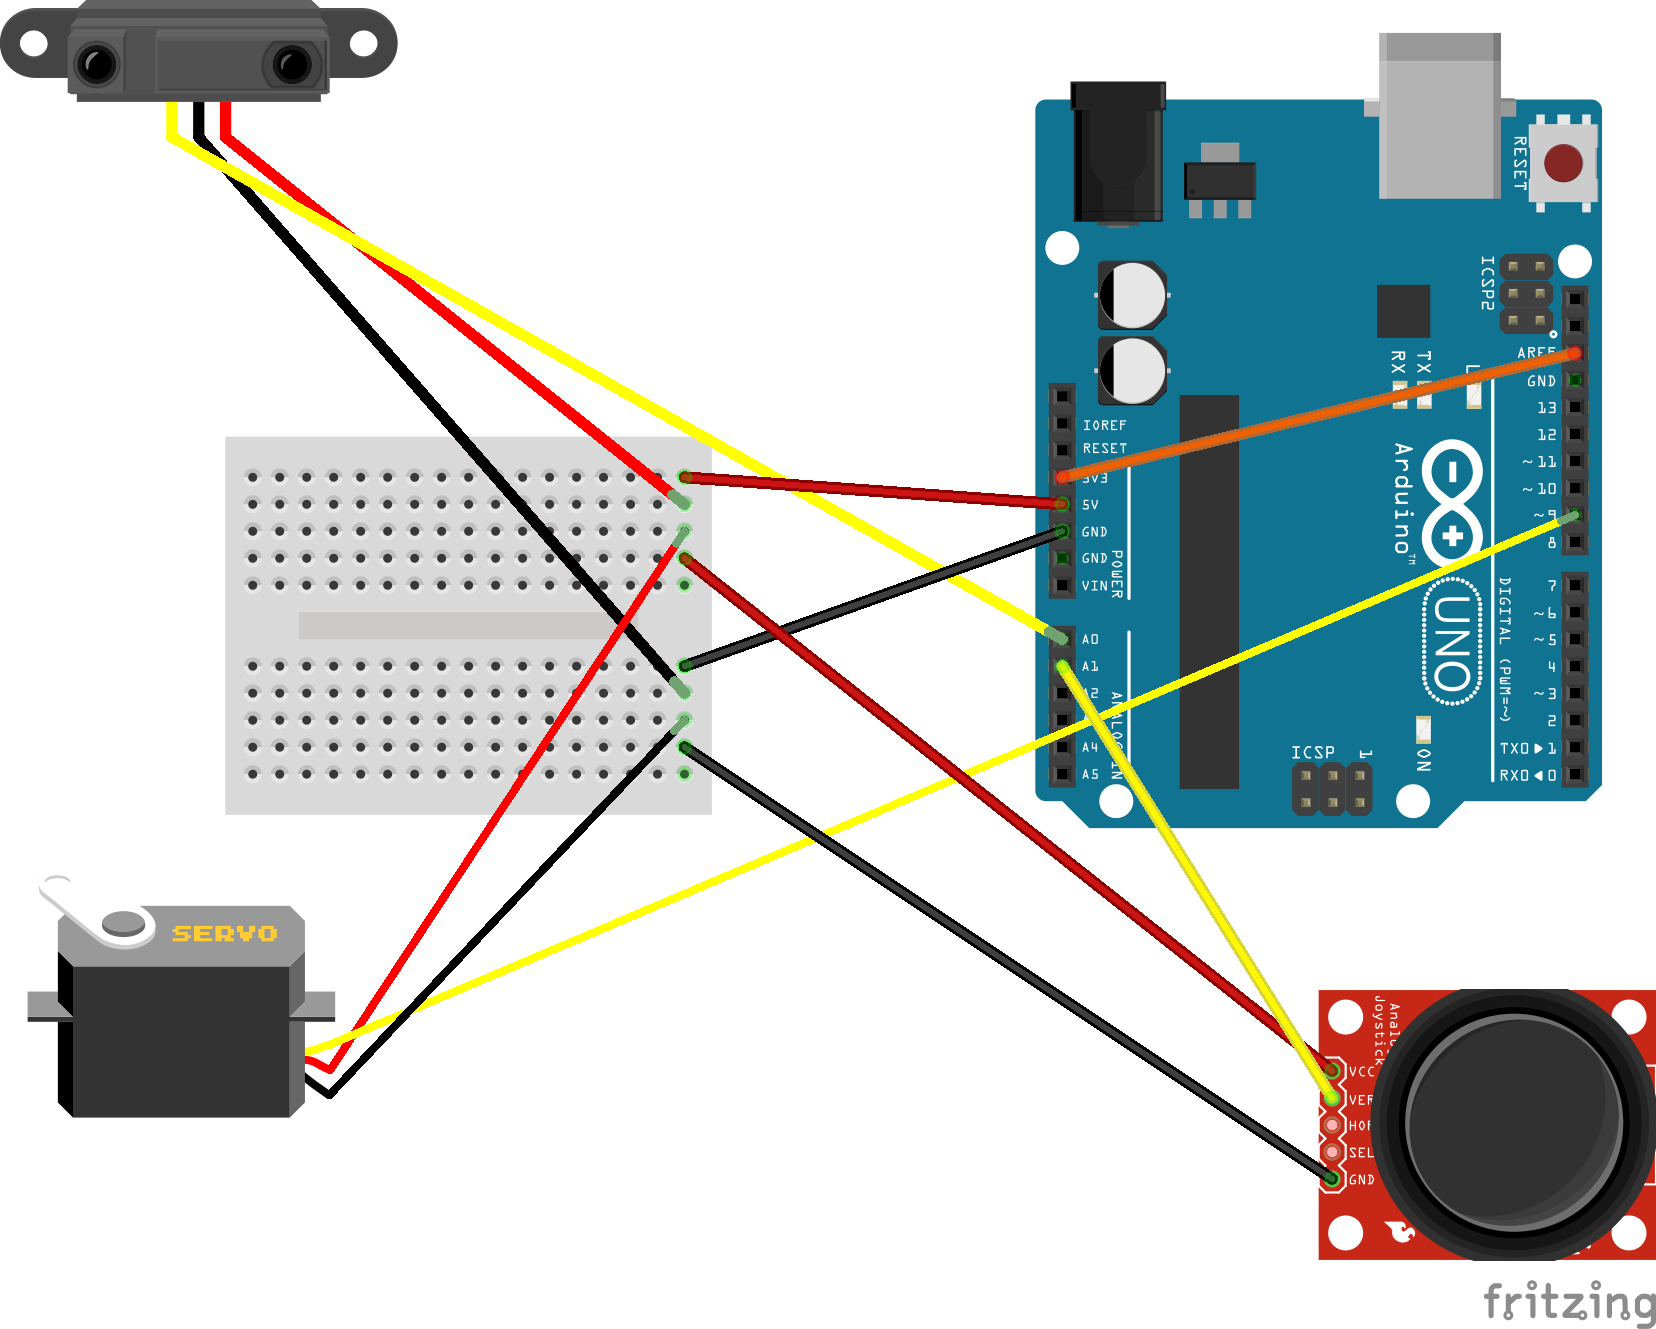 RESET
ICSP2
AREF
GND
13
12
~11
~10
~9
8
7
~6
~5
4
~3
2
TX0▶1
RX0◀0
RX
TX
L
IOREF
RESET
3V3
5V
GND
GND
VIN
POWER
A0
A1
A2
A4
A5
ANALOG IN
Arduino™
UNO
DIGITAL (PWM=~)
ICSP
1
ON
SERVO
Joystick
VCC
VER
HOR
SEL
GND
fritzing